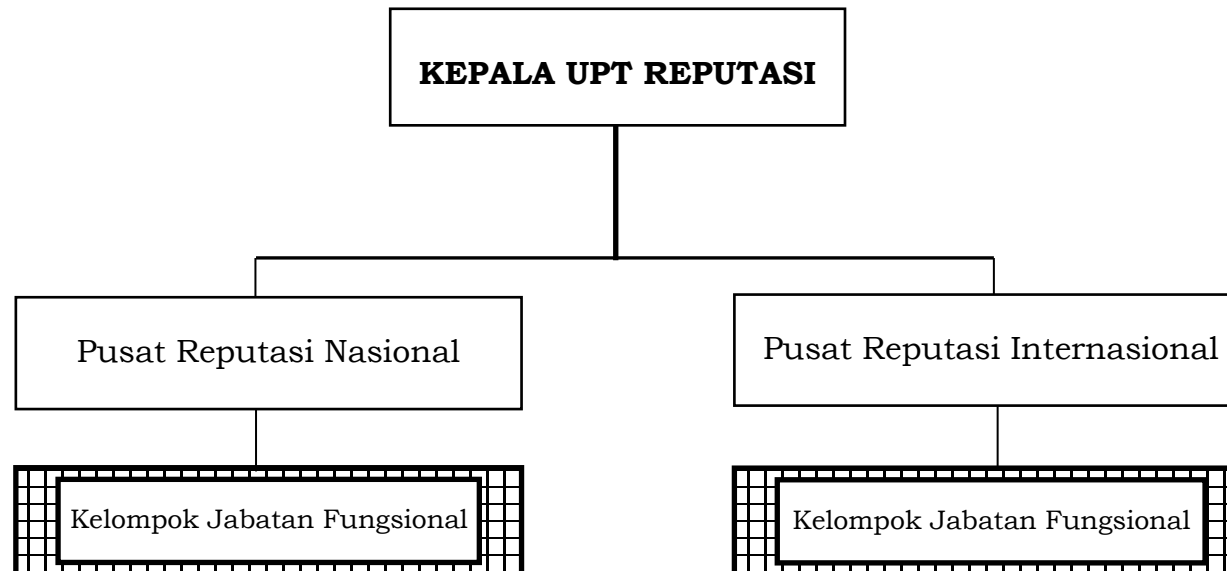 KEPALA UPT REPUTASI
Pusat Reputasi Nasional
Pusat Reputasi Internasional
Kelompok Jabatan Fungsional
Kelompok Jabatan Fungsional